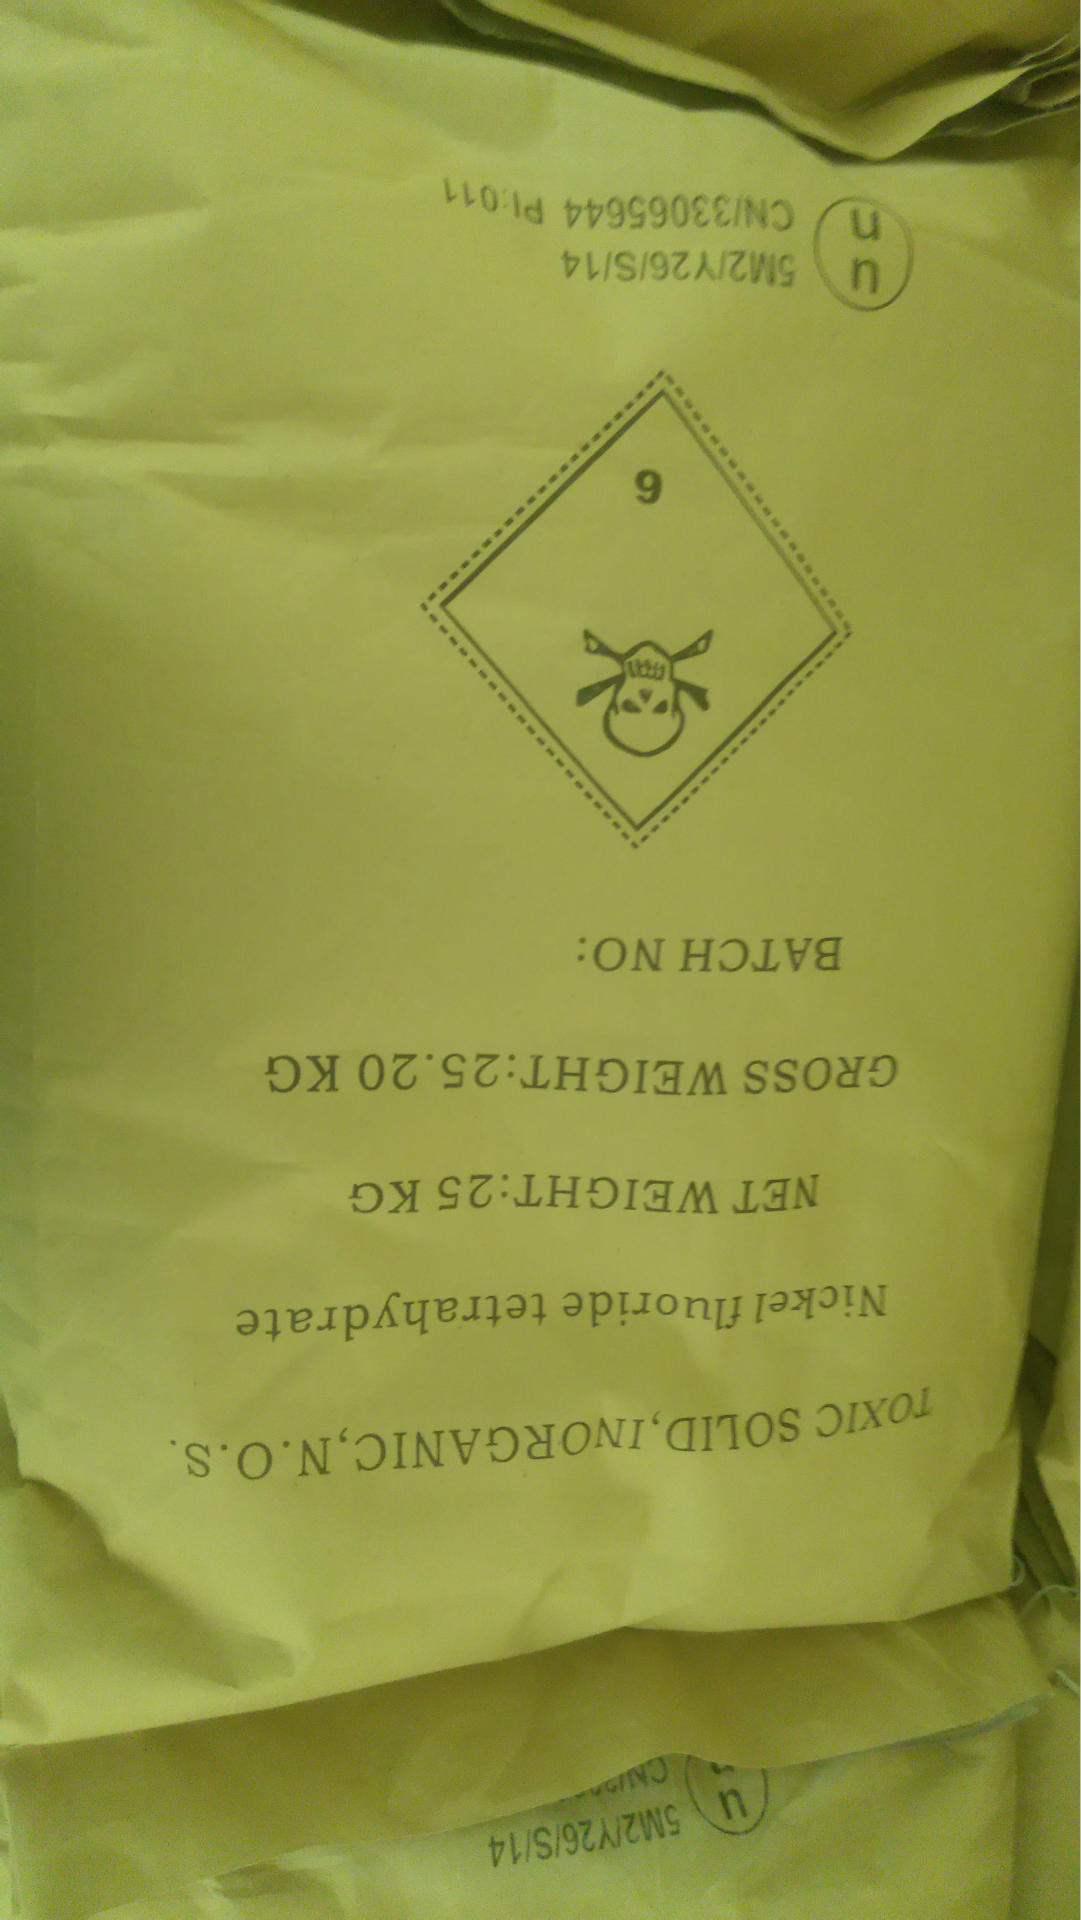 TOXIC SOLID,INORGANIC,N.O.S.
Nickel fluoride tetrahydrate
NET WEIGHT:25 KG
GROSS WEIGHT:25.20 KG
BATCH NO:
6
u
n
5M2/Y26/S/14
CN/33065644 PI:011
u
n
5M2/Y26/S/14